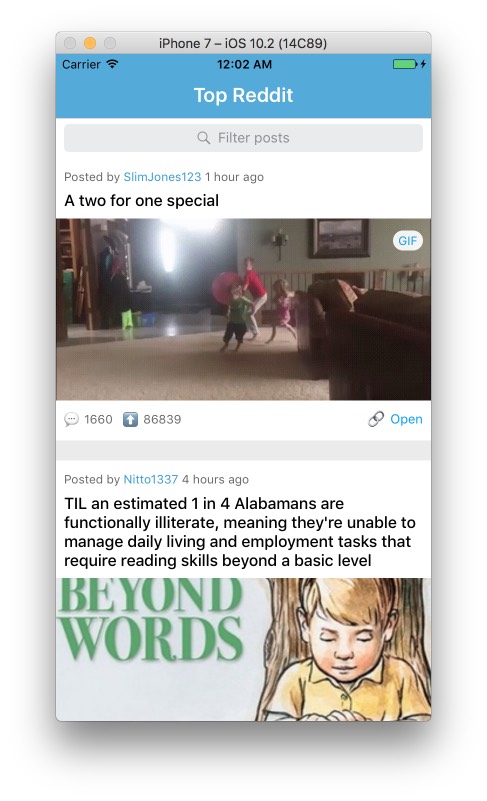 iPhone 7 – iOS 10.2 (14C89)
Carrier 12:02 AM
Top Reddit
Filter posts
Posted by SlimJones123 1 hour ago
A two for one special
GIF
1660 86839 Open
Posted by Nitto1337 4 hours ago
TIL an estimated 1 in 4 Alabamans are
functionally illiterate, meaning they're unable to
manage daily living and employment tasks that
require reading skills beyond a basic level
BEYOND
WORDS